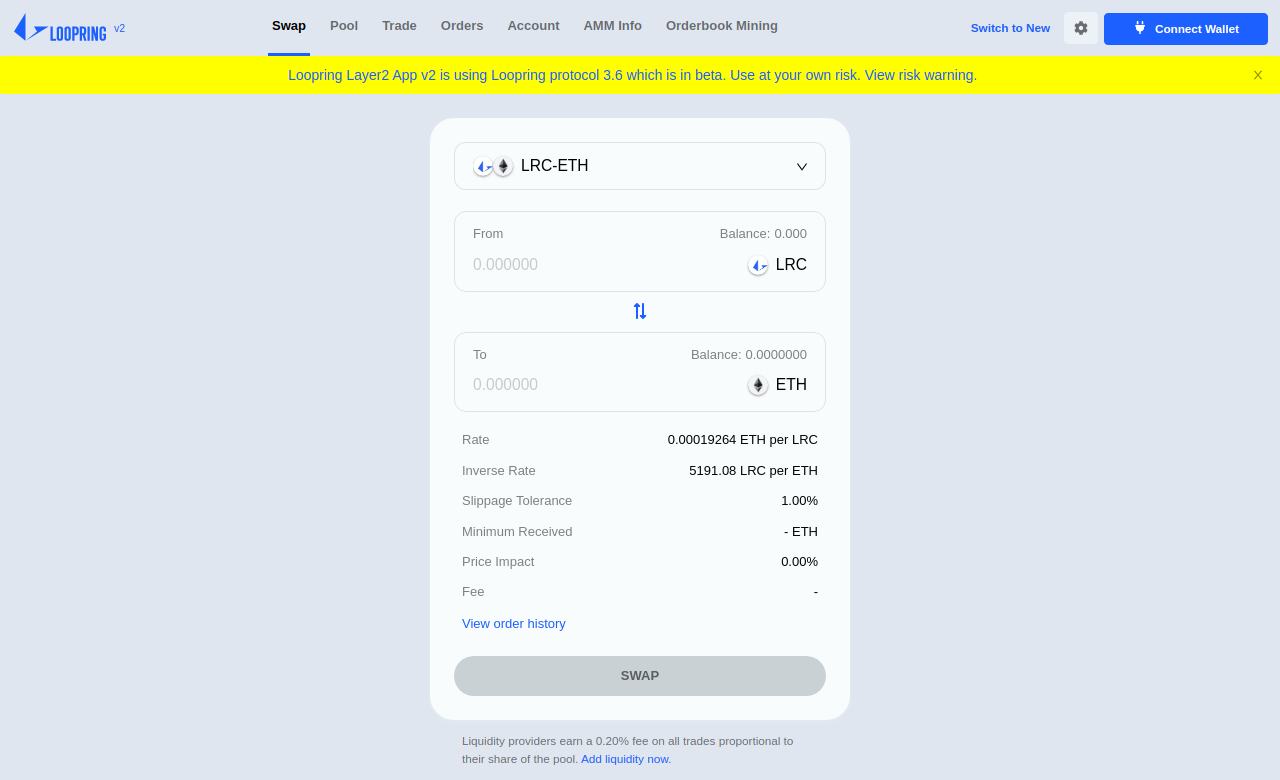 LOOPRING v2
Swap Pool Trade Orders Account AMM Info Orderbook Mining
Switch to New
Connect Wallet
Loopring Layer2 App v2 is using Loopring protocol 3.6 which is in beta. Use at your own risk. View risk warning.
LRC-ETH
From Balance: 0.000
0.000000 LRC
To Balance: 0.0000000
0.000000 ETH
Rate 0.00019264 ETH per LRC
Inverse Rate 5191.08 LRC per ETH
Slippage Tolerance 1.00%
Minimum Received - ETH
Price Impact 0.00%
Fee -
View order history
SWAP
Liquidity providers earn a 0.20% fee on all trades proportional to
their share of the pool. Add liquidity now.